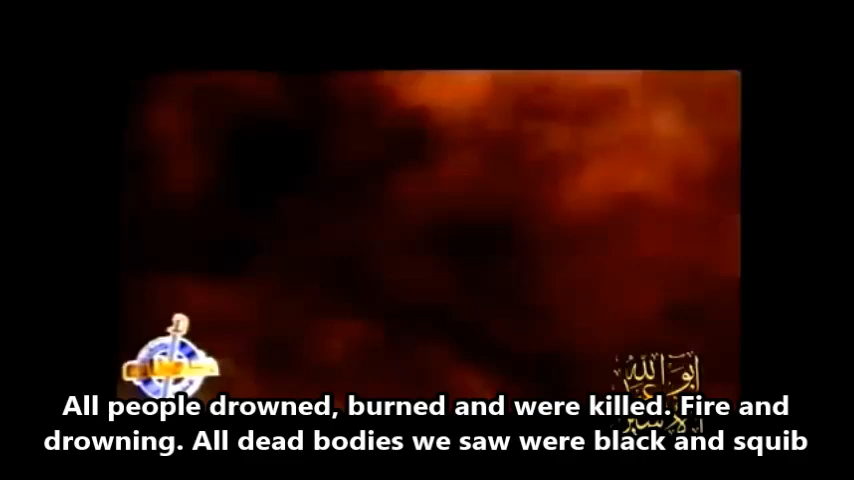 All people drowned, burned and were killed. Fire and
drowning. All dead bodies we saw were black and squib